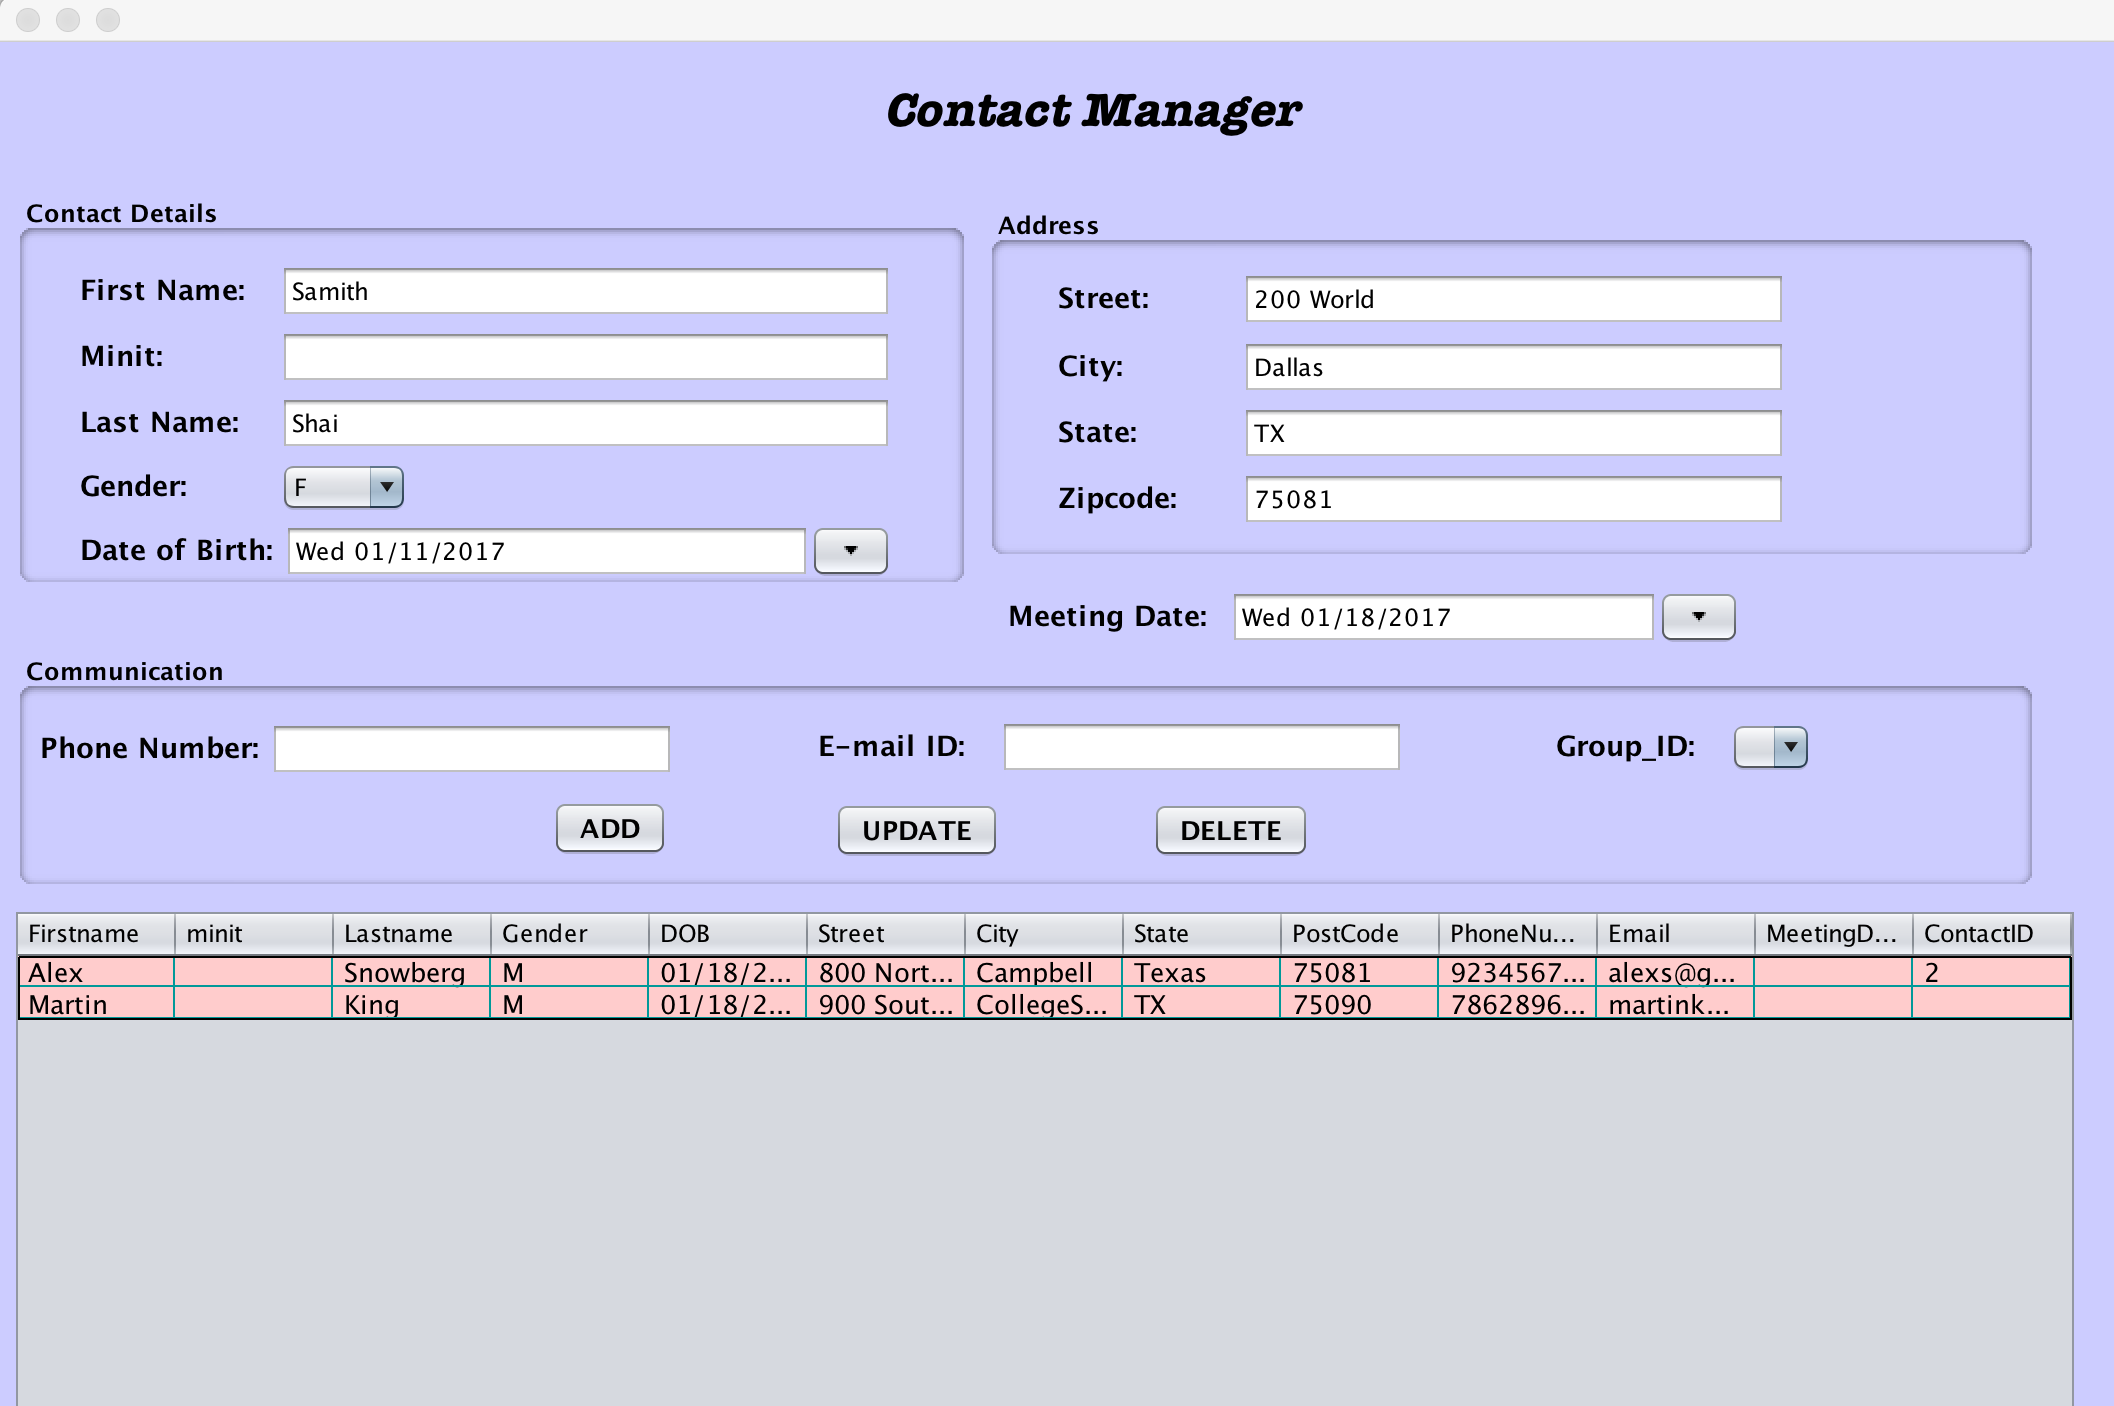 Contact Manager
Contact Details
First Name: Samith
Minit:
Last Name: Shai
Gender: F
Date of Birth: Wed 01/11/2017
Address
Street: 200 World
City: Dallas
State: TX
Zipcode: 75081
Meeting Date: Wed 01/18/2017
Communication
Phone Number: E-mail ID: Group_ID:
ADD UPDATE DELETE
Firstname minit Lastname Gender DOB Street City State PostCode PhoneNu... Email MeetingD... ContactID
Alex Snowberg M 01/18/2... 800 Nort... Campbell Texas 75081 9234567... alexs@g... 2
Martin King M 01/18/2... 900 Sout... CollegeS... TX 75090 7862896... martink...